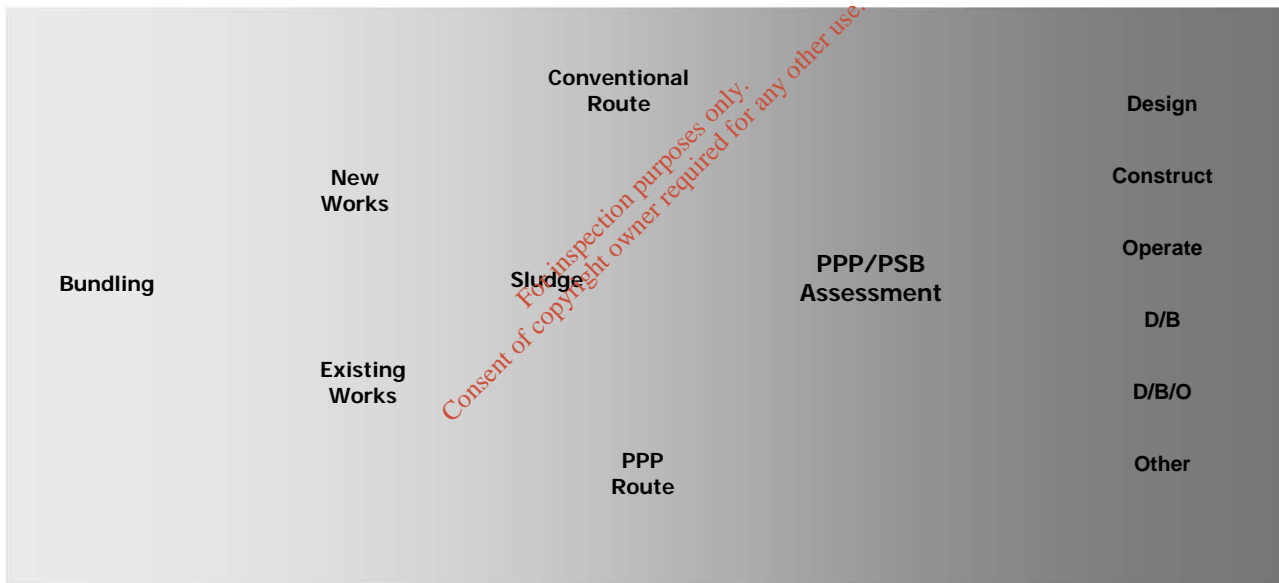 Conventional
Route
Design
New
Works
Construct
Bundling
Sludge
PPP/PSB
Assessment
Operate
D/B
Existing
Works
D/B/O
PPP
Route
Other
For inspection purposes only.
Consent of copyright owner required for any other use.